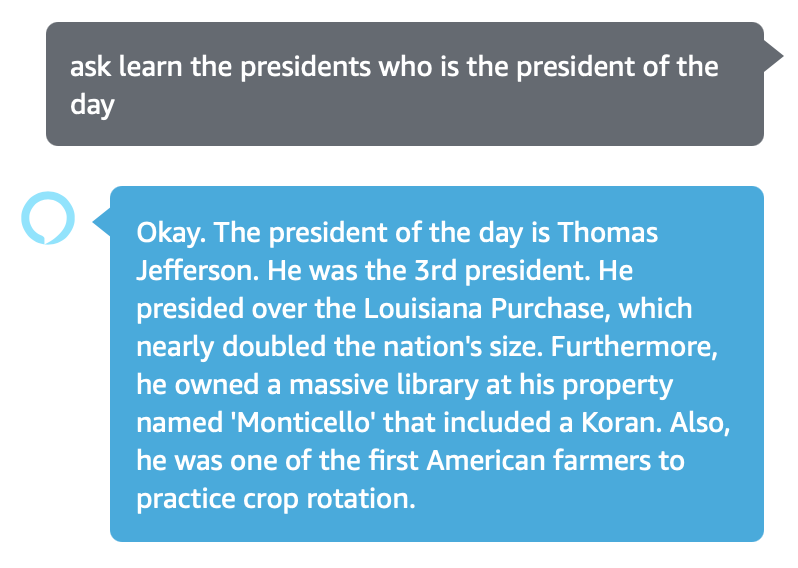 ask learn the presidents who is the president of the
day
Okay. The president of the day is Thomas
Jefferson. He was the 3rd president. He
presided over the Louisiana Purchase, which
nearly doubled the nation's size. Furthermore,
he owned a massive library at his property
named 'Monticello' that included a Koran. Also,
he was one of the first American farmers to
practice crop rotation.